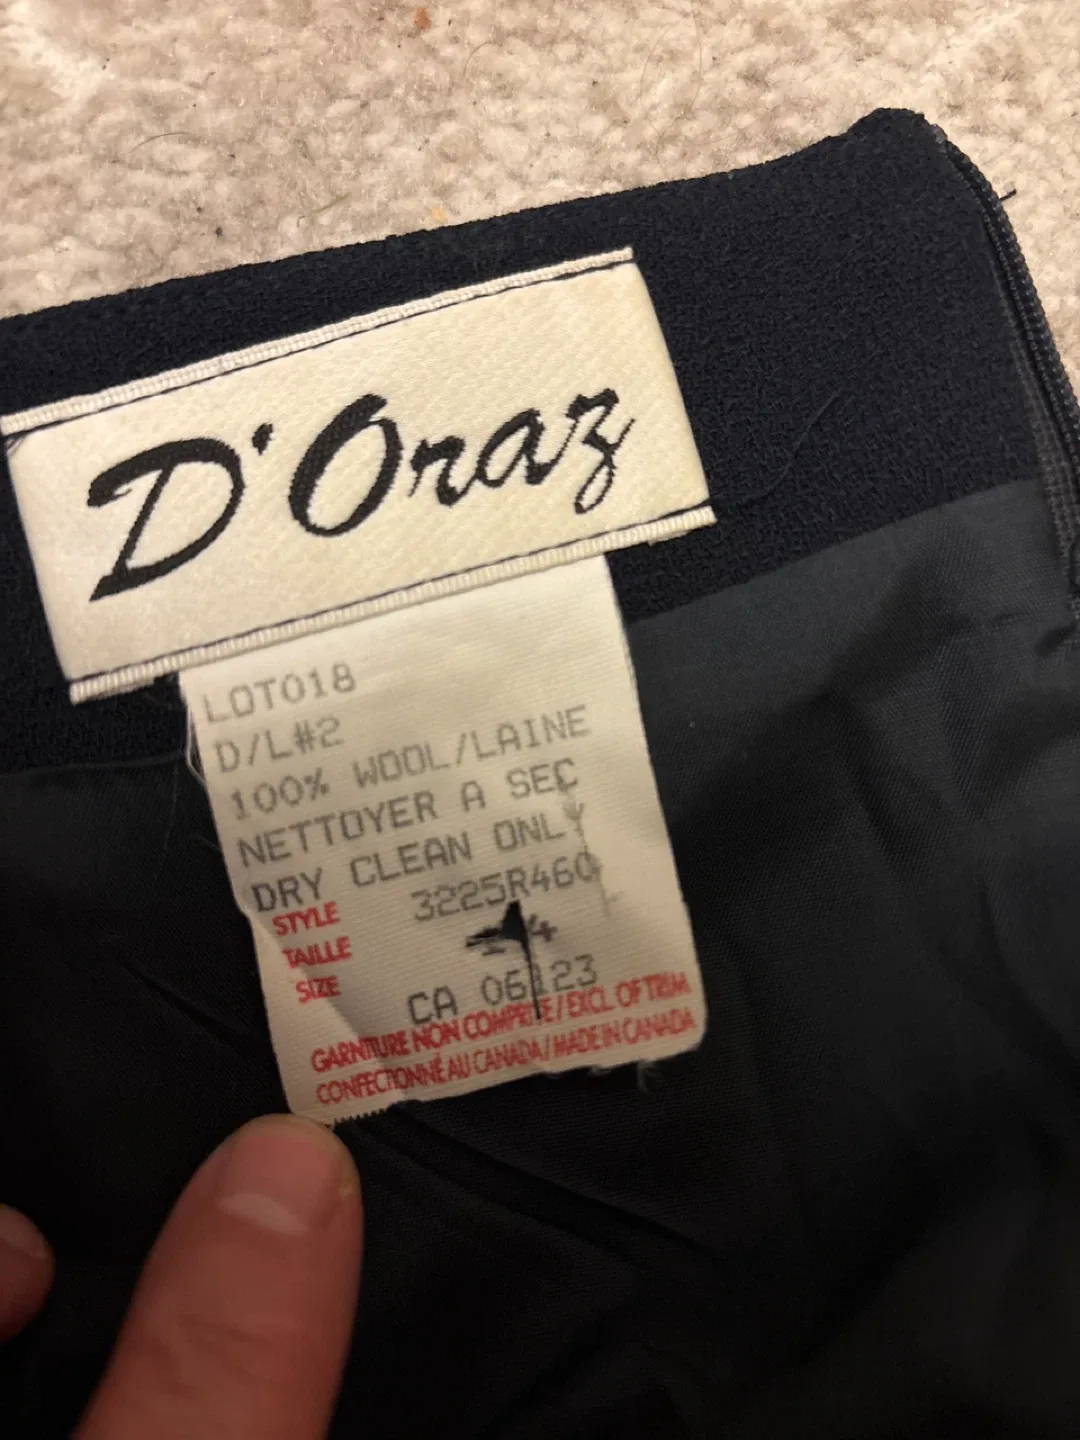 D'Oraz
LOT018
D/L#2
100% WOOL/LAINE
NETTOYER A SEC
DRY CLEAN ONLY
STYLE 3225R460
TAILLE
SIZE
CA 06123
GARNITURE NON COMPRISE/EXCL OF TRIM
CONFECTIONNÉ AU CANADA/MADE IN CANADA